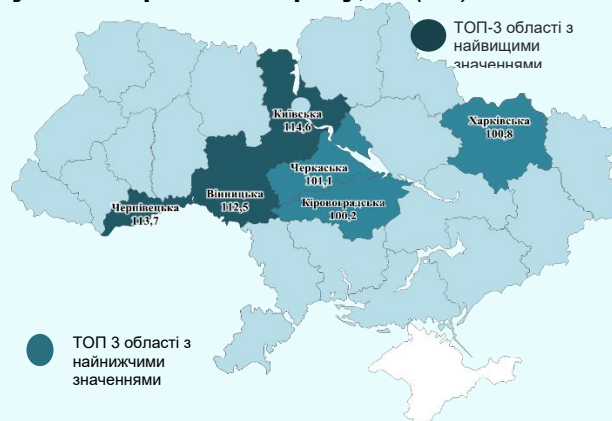 ТОП-3 області з
найвищими
значеннями
Київська
114,6
Харківська
100,8
Черкаська
101,1
Вінницька
112,5
Кіровоградська
100,2
Чернівецька
113,7
ТОП 3 області з
найнижчими
значеннями